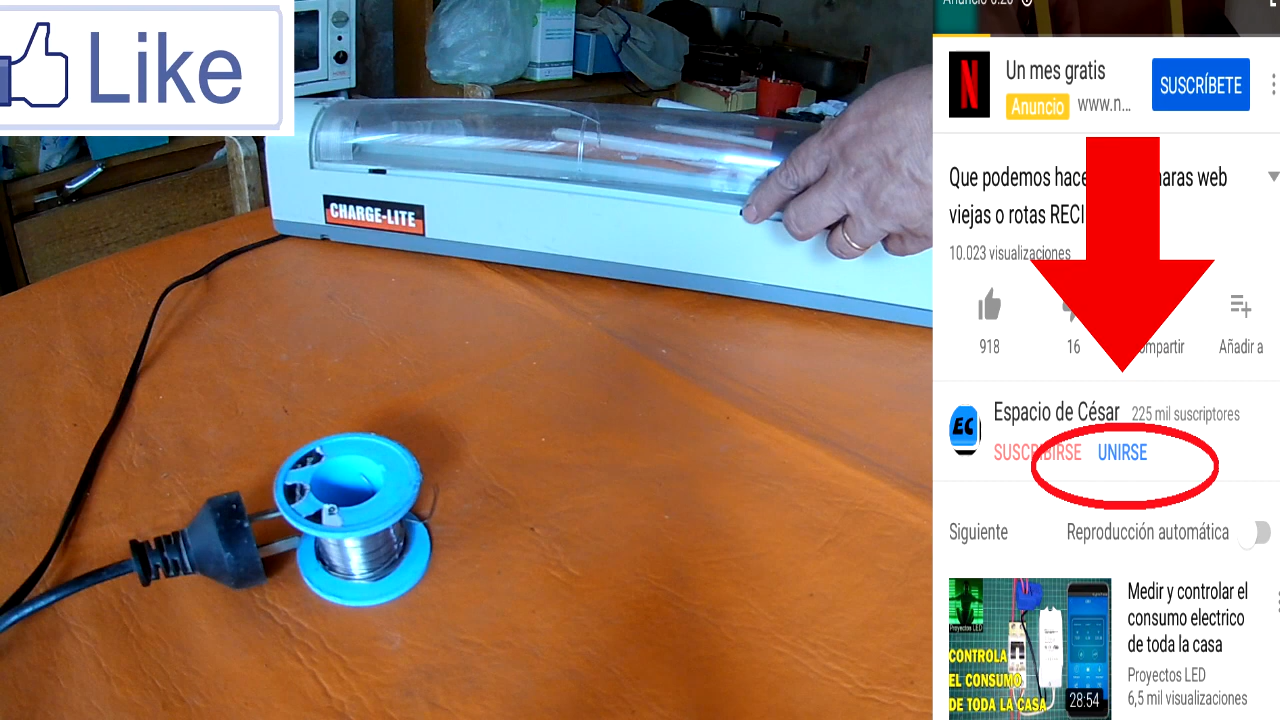 Like
CHARGE-LITE
Anuncio 0:20
Un mes gratis
Anuncio www.n...
SUSCRÍBETE
Que podemos hace
naras web
viejas o rotas RECI
10.023 visualizaciones
918
16
ompartir
Añadir a
EC
Espacio de César 225 mil suscriptores
SUSCRIBIRSE UNIRSE
Siguiente
Reproducción automática
Proyectos LED
CONTROLA
EL CONSUMO
DE TODA LA CASA
28:54
Medir y controlar el
consumo electrico
de toda la casa
Proyectos LED
6,5 mil visualizaciones